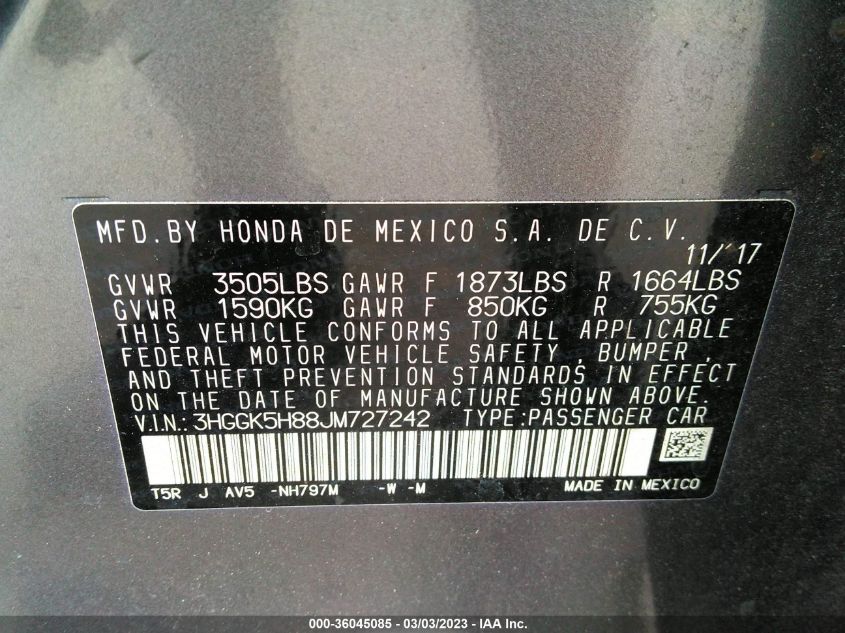 MFD.BY HONDA DE MEXICO S.A. DE C.V.
11/'17
GVWR 3505LBS GAWR F 1873LBS R 1664LBS
GVWR 1590KG GAWR F 850KG R 755KG
THIS VEHICLE CONFORMS TO ALL APPLICABLE
FEDERAL MOTOR VEHICLE SAFETY , BUMPER ,
AND THEFT PREVENTION STANDARDS IN EFFECT
ON THE DATE OF MANUFACTURE SHOWN ABOVE.
V.I.N.: 3HGGK5H88JM727242 TYPE:PASSENGER CAR
T5R J AV5 -NH797M -W -M MADE IN MEXICO
000-36045085 - 03/03/2023 - IAA Inc.